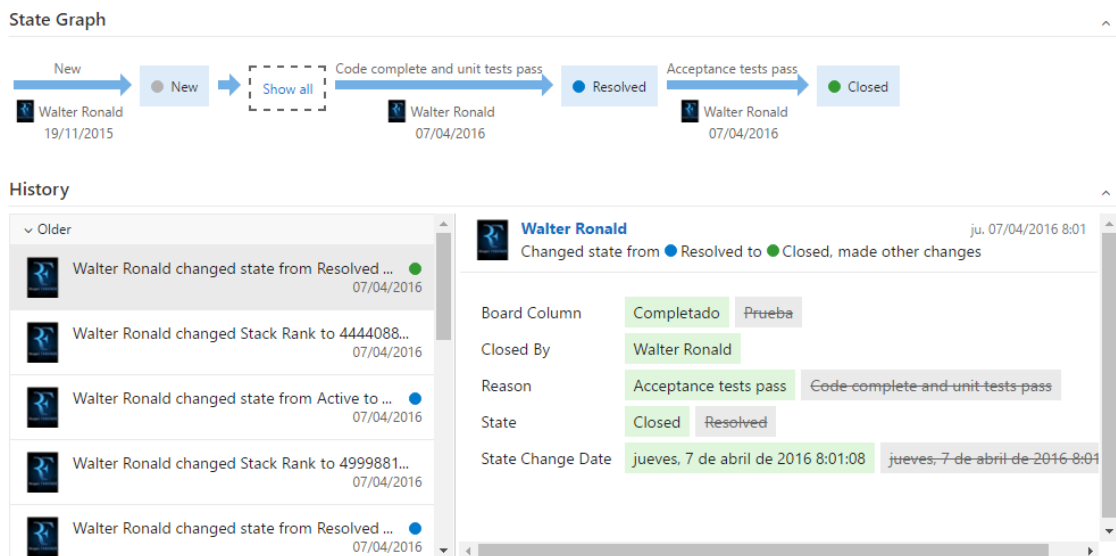 State Graph
New
New
Show all
Code complete and unit tests pass
Resolved
Acceptance tests pass
Closed
Walter Ronald
19/11/2015
Walter Ronald
07/04/2016
Walter Ronald
07/04/2016
History
Older
Walter Ronald changed state from Resolved ...
07/04/2016
Walter Ronald changed Stack Rank to 4444088...
07/04/2016
Walter Ronald changed state from Active to ...
07/04/2016
Walter Ronald changed Stack Rank to 4999881...
07/04/2016
Walter Ronald changed state from Resolved ...
07/04/2016
Walter Ronald
ju. 07/04/2016 8:01
Changed state from Resolved to Closed, made other changes
Board Column Completado Prueba
Closed By Walter Ronald
Reason Acceptance tests pass Code complete and unit tests pass
State Closed Resolved
State Change Date jueves, 7 de abril de 2016 8:01:08 jueves, 7 de abril de 2016 8:01